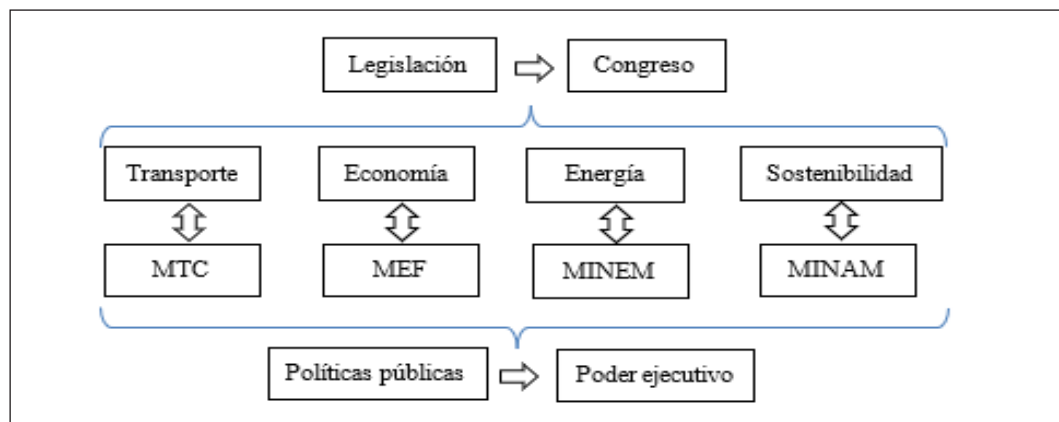 Legislación
Congreso
Transporte
Economía
Energía
Sostenibilidad
MTC
MEF
MINEM
MINAM
Políticas públicas
Poder ejecutivo